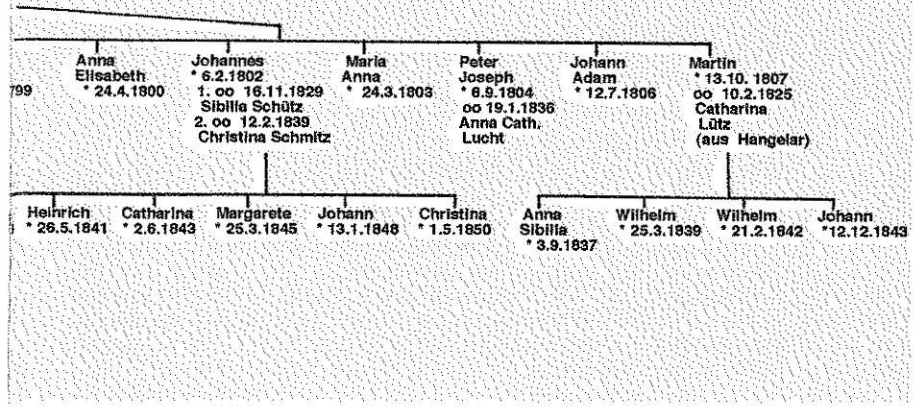 799
Anna
Elisabeth
* 24.4.1800
Johannes
* 6.2.1802
1. oo 16.11.1829
Sibilla Schütz
2. oo 12.2.1839
Christina Schmitz
Maria
Anna
* 24.3.1803
Peter
Joseph
* 6.9.1804
oo 19.1.1836
Anna Cath.
Lucht
Johann
Adam
* 12.7.1806
Martin
* 13.10. 1807
oo 10.2.1825
Catharina
Lütz
(aus Hangelar)
Heinrich
* 26.5.1841
Catharina
* 2.6.1843
Margarete
* 25.3.1845
Johann
* 13.1.1848
Christina
* 1.5.1850
Anna
Sibilla
* 3.9.1837
Wilhelm
* 25.3.1839
Wilhelm
* 21.2.1842
Johann
*12.12.1843